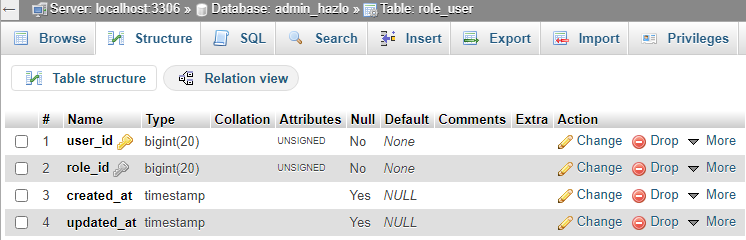 Server: localhost:3306 » Database: admin_hazlo » Table: role_user
Browse Structure SQL Search Insert Export Import Privileges
Table structure Relation view
# Name Type Collation Attributes Null Default Comments Extra Action
1 user_id bigint(20) UNSIGNED No None Change Drop More
2 role_id bigint(20) UNSIGNED No None Change Drop More
3 created_at timestamp Yes NULL Change Drop More
4 updated_at timestamp Yes NULL Change Drop More